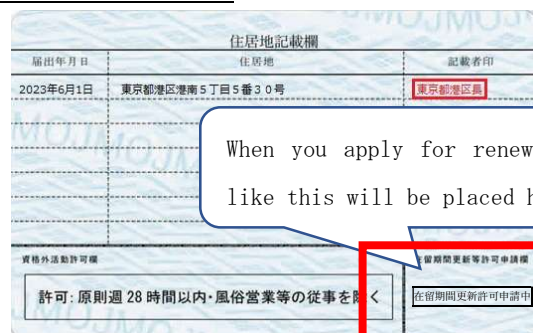 住居地記載欄
届出年月日 住居地 記載者印
2023年6月1日 東京都港区港南5丁目5番30号 東京都港区長
When you apply for renew
like this will be placed h
資格外活動許可欄 在留期間更新等許可申請欄
許可: 原則週 28 時間以内・風俗営業等の従事を除く 在留期間更新許可申請中